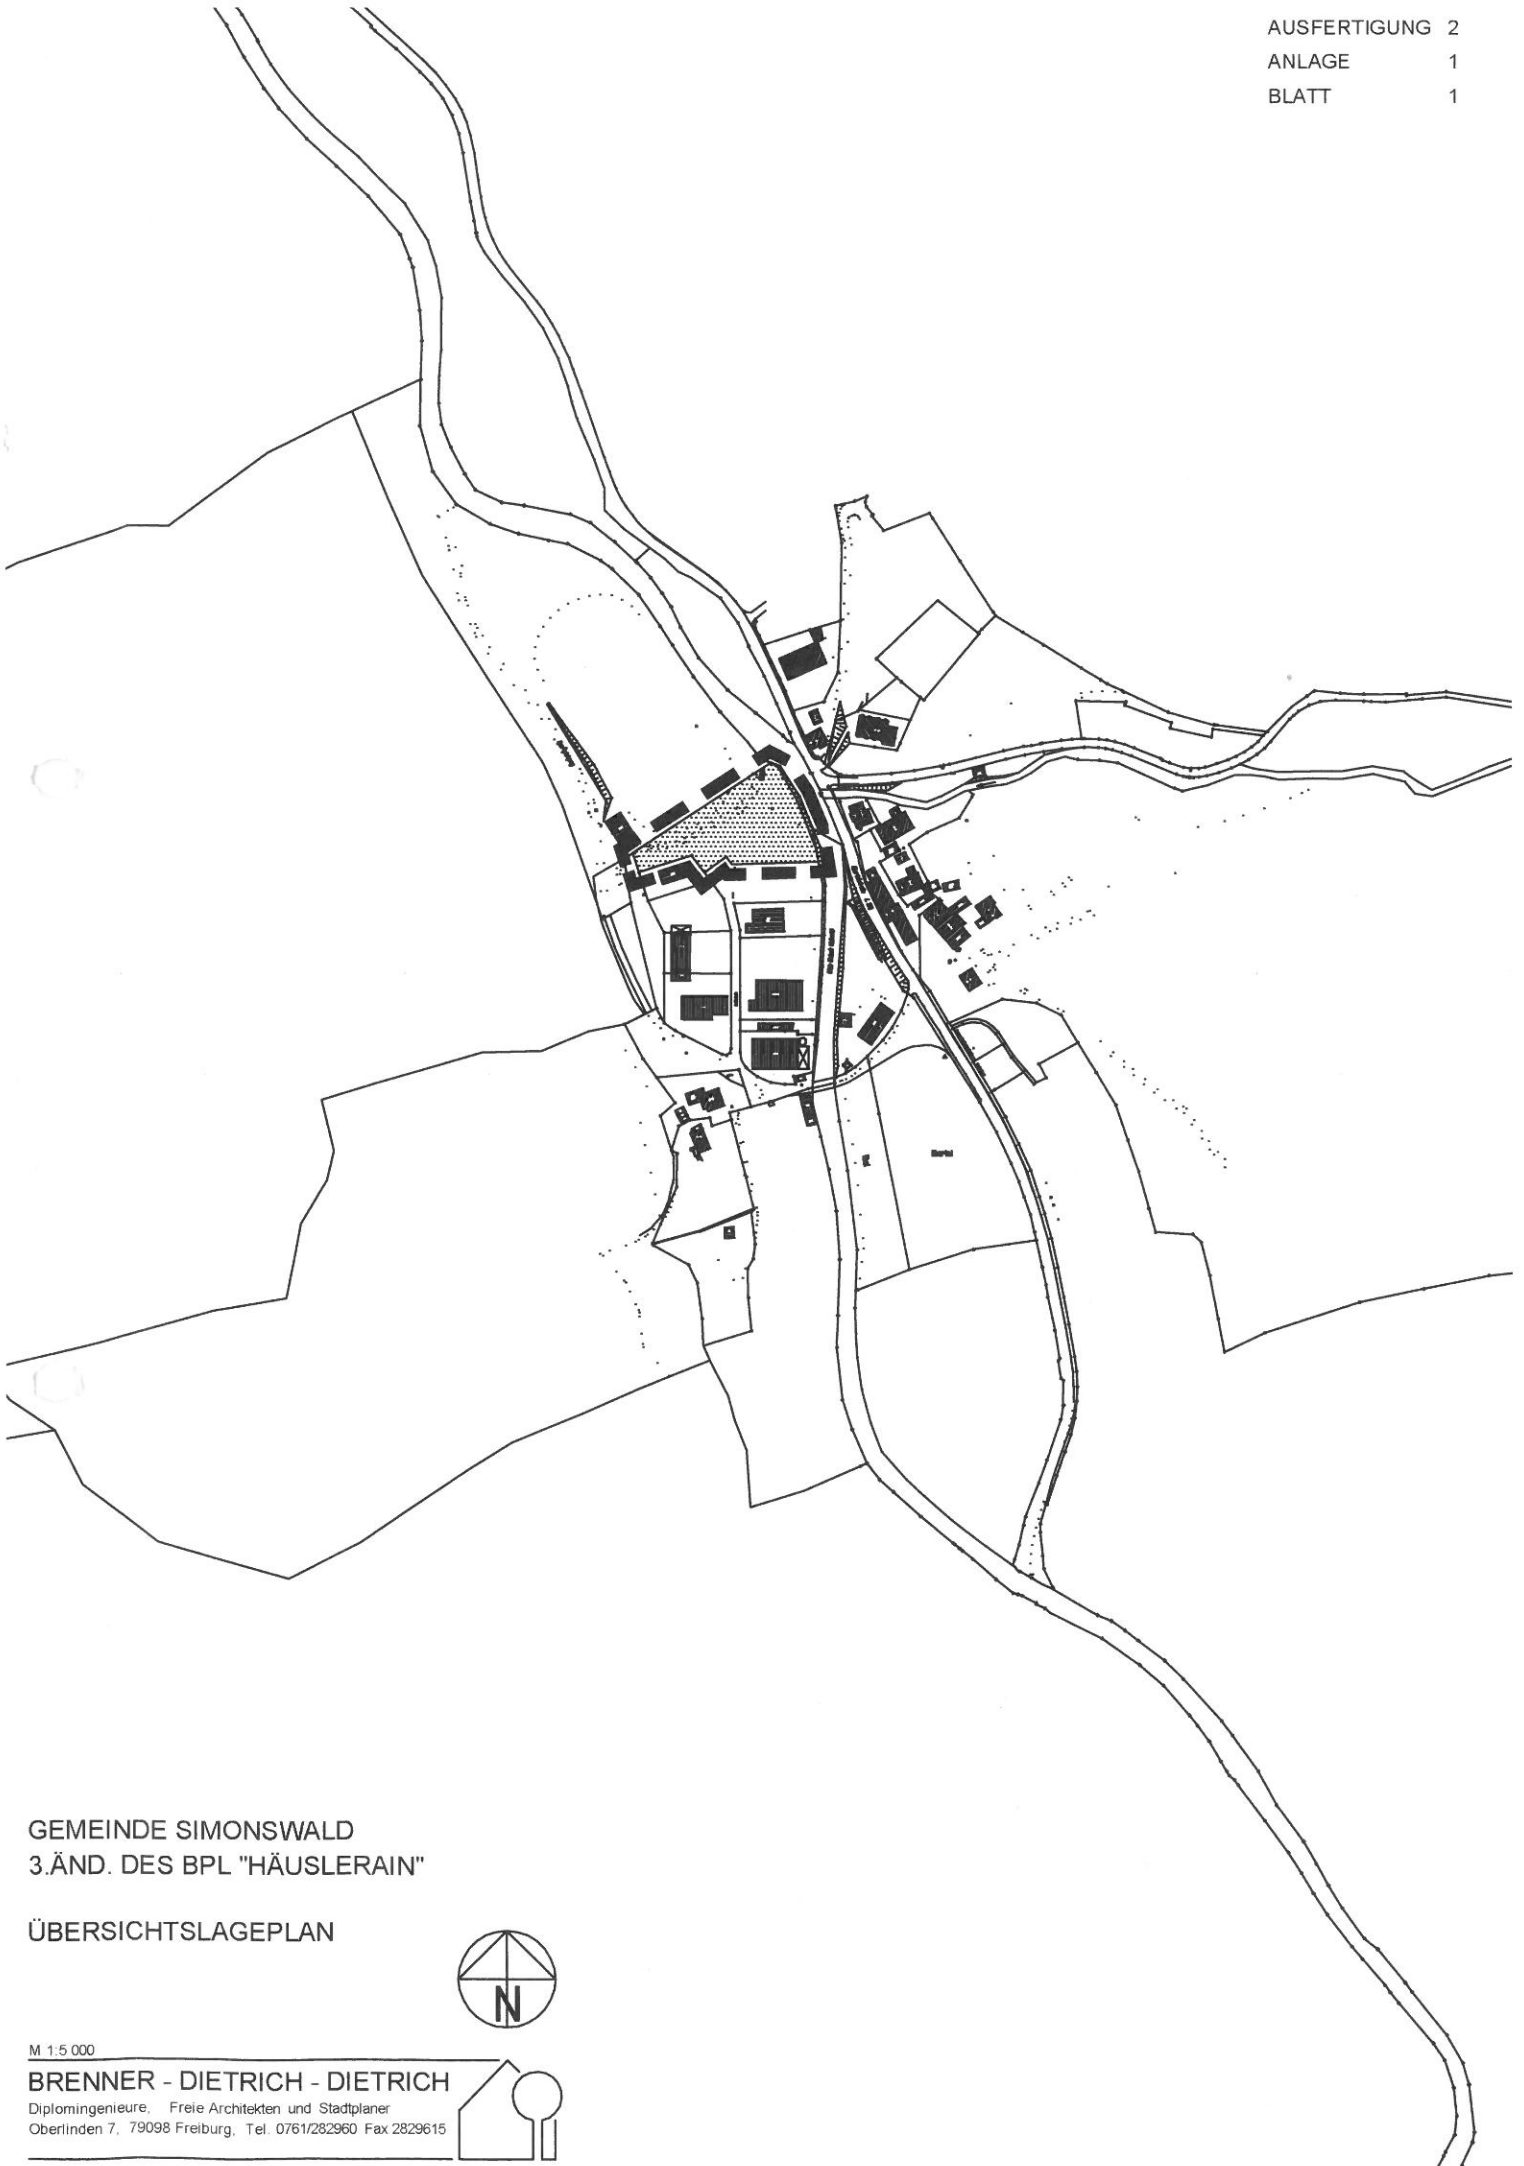 AUSFERTIGUNG 2
ANLAGE 1
BLATT 1
GEMEINDE SIMONSWALD
3.ÄND. DES BPL "HÄUSLERAIN"
ÜBERSICHTSLAGEPLAN
N
M 1:5 000
BRENNER - DIETRICH - DIETRICH
Diplomingenieure, Freie Architekten und Stadtplaner
Oberlinden 7, 79098 Freiburg, Tel. 0761/282960 Fax 2829615